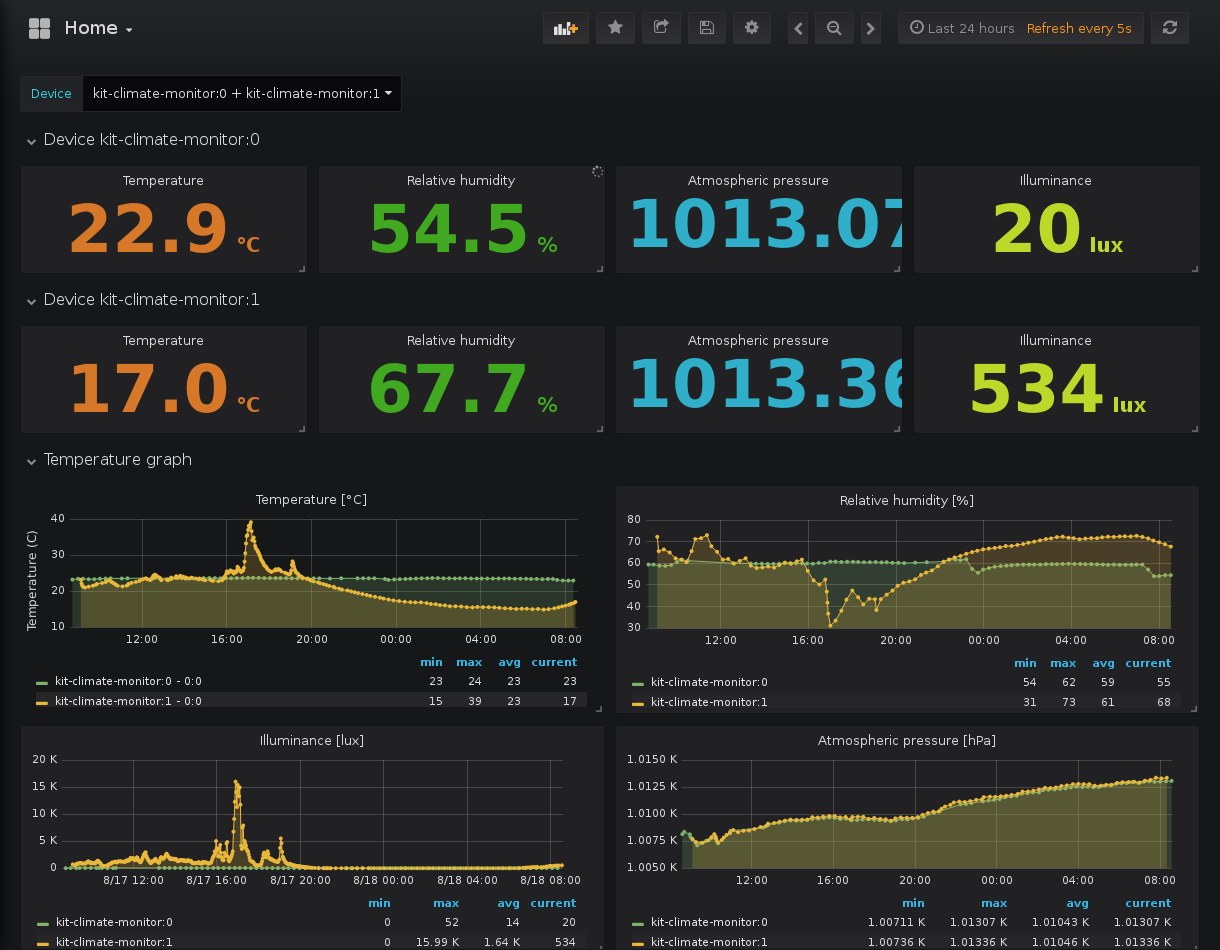 Home
Last 24 hours Refresh every 5s
Device kit-climate-monitor:0 + kit-climate-monitor:1
Device kit-climate-monitor:0
Temperature Relative humidity Atmospheric pressure Illuminance
22.9 °C 54.5 % 1013.07 20 lux
Device kit-climate-monitor:1
Temperature Relative humidity Atmospheric pressure Illuminance
17.0 °C 67.7 % 1013.36 534 lux
Temperature graph
Temperature [°C]
Temperature (C)
40
30
20
10
12:00 16:00 20:00 00:00 04:00 08:00
min max avg current
kit-climate-monitor:0 - 0:0 23 24 23 23
kit-climate-monitor:1 - 0:0 15 39 23 17
Relative humidity [%]
80
70
60
50
40
30
12:00 16:00 20:00 00:00 04:00 08:00
min max avg current
kit-climate-monitor:0 54 62 59 55
kit-climate-monitor:1 31 73 61 68
Illuminance [lux]
20 K
15 K
10 K
5 K
0
8/17 12:00 8/17 16:00 8/17 20:00 8/18 00:00 8/18 04:00 8/18 08:00
min max avg current
kit-climate-monitor:0 0 52 14 20
kit-climate-monitor:1 0 15.99 K 1.64 K 534
Atmospheric pressure [hPa]
1.0150 K
1.0125 K
1.0100 K
1.0075 K
1.0050 K
12:00 16:00 20:00 00:00 04:00 08:00
min max avg current
kit-climate-monitor:0 1.00711 K 1.01307 K 1.01043 K 1.01307 K
kit-climate-monitor:1 1.00736 K 1.01336 K 1.01046 K 1.01336 K